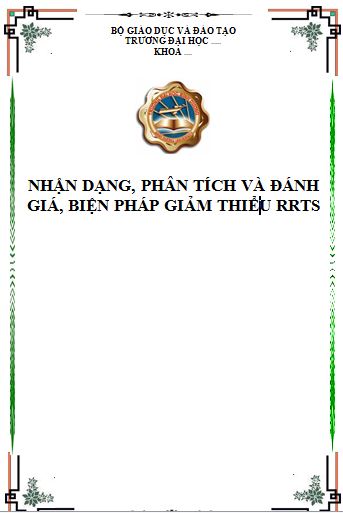 BỘ GIÁO DỤC VÀ ĐÀO TẠO
TRƯỜNG ĐẠI HỌC .....
KHOA ....
NHẬN DẠNG, PHÂN TÍCH VÀ ĐÁNH
GIÁ, BIỆN PHÁP GIẢM THIỂU RRTS